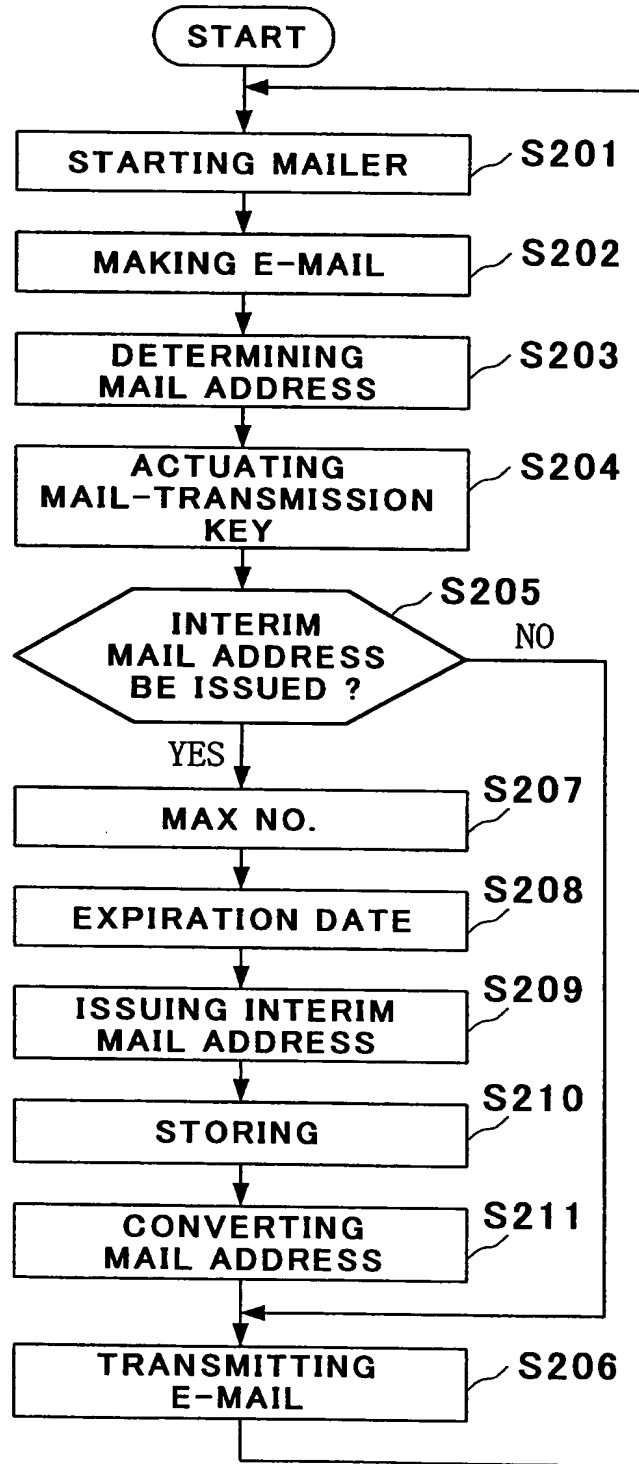 START
STARTING MAILER
S201
MAKING E-MAIL
S202
DETERMINING
MAIL ADDRESS
S203
ACTUATING
MAIL-TRANSMISSION
KEY
S204
S205
INTERIM
MAIL ADDRESS
BE ISSUED ?
NO
YES
S207
MAX NO.
S208
EXPIRATION DATE
S209
ISSUING INTERIM
MAIL ADDRESS
S210
STORING
S211
CONVERTING
MAIL ADDRESS
TRANSMITTING
E-MAIL
S206